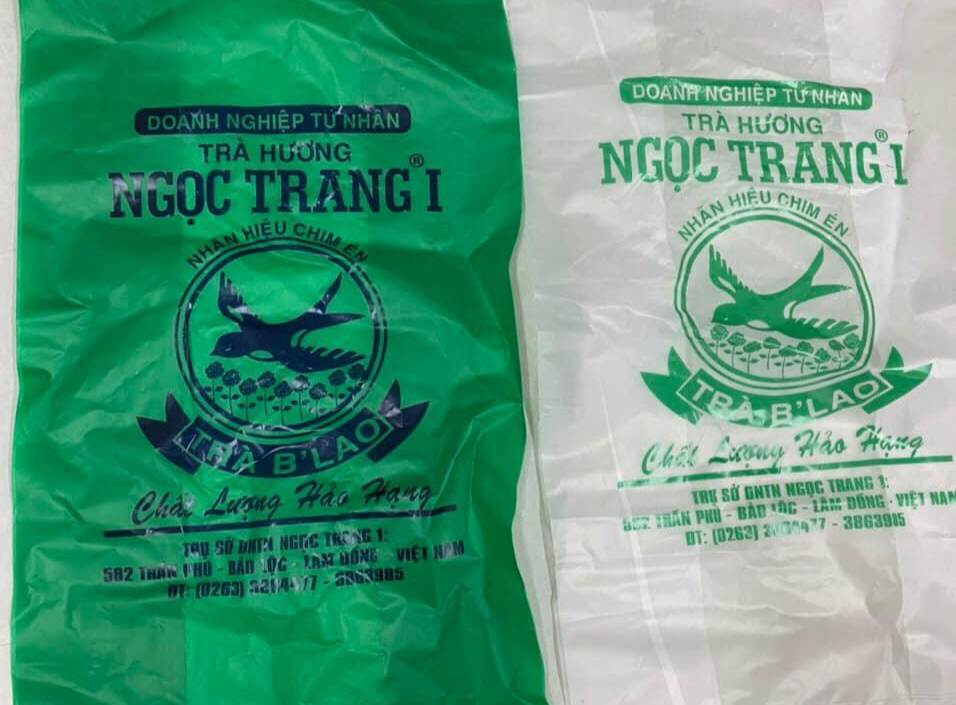 DOANH NGHIỆP TƯ NHÂN
TRÀ HƯƠNG
NGỌC TRANG I ®
NHÃN HIỆU CHIM ÉN
TRÀ B'LAO
Chất Lượng Hảo Hạng
TRỤ SỞ DNTN NGỌC TRANG 1:
582 TRẦN PHÚ - BẢO LỘC - LÂM ĐỒNG - VIỆT NAM
ĐT: (0263) - 3863985
DOANH NGHIỆP TƯ NHÂN
TRÀ HƯƠNG
NGỌC TRANG I ®
NHÃN HIỆU CHIM ÉN
TRÀ B'LAO
Chất Lượng Hảo Hạng
TRỤ SỞ DNTN NGỌC TRANG 1:
582 TRẦN PHÚ - BẢO LỘC - LÂM ĐỒNG - VIỆT NAM
ĐT: (0263) - 3863985